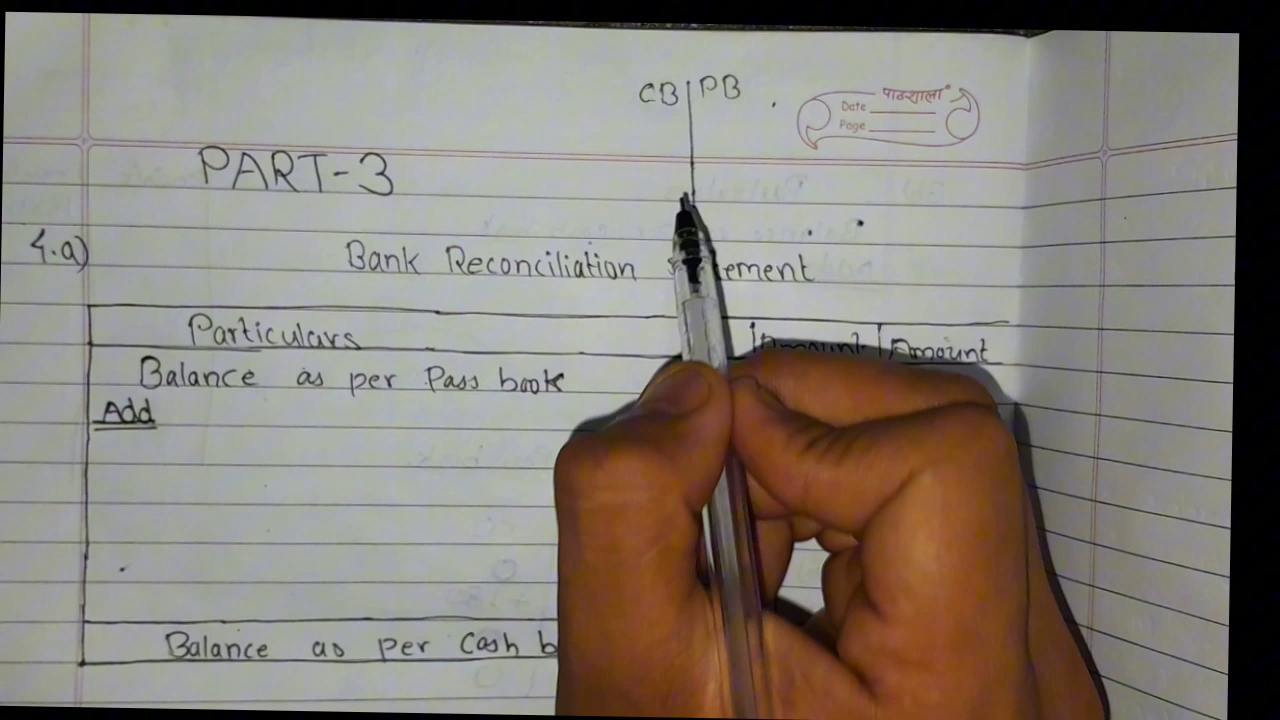 CB PB
पाठशाला
Date
Page
PART-3
4.a)
Bank Reconciliation
Particulars Amount Amount
Balance as per Pass book
Add
Balance as per Cash